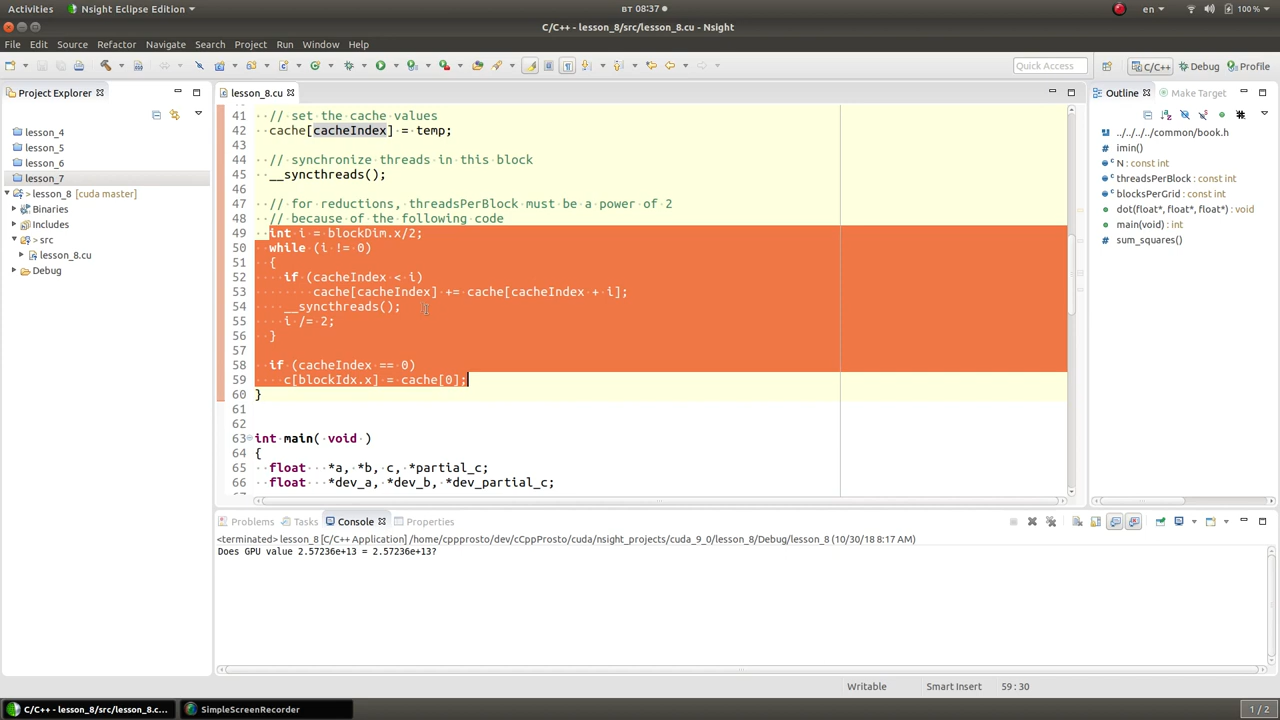 Activities Nsight Eclipse Edition ВТ 08:37 en 100 %
C/C++ - lesson_8/src/lesson_8.cu - Nsight
File Edit Source Refactor Navigate Search Project Run Window Help
Quick Access C/C++ Debug Profile
Project Explorer lesson_8.cu Outline Make Target
lesson_4
lesson_5
lesson_6
lesson_7
> lesson_8 [cuda master]
Binaries
Includes
> src
lesson_8.cu
Debug
41 // set the cache values
42 cache[cacheIndex] = temp;
43
44 // synchronize threads in this block
45 __syncthreads();
46
47 // for reductions, threadsPerBlock must be a power of 2
48 // because of the following code
49 int i = blockDim.x/2;
50 while (i != 0)
51 {
52 if (cacheIndex < i)
53 cache[cacheIndex] += cache[cacheIndex + i];
54 __syncthreads();
55 i /= 2;
56 }
57
58 if (cacheIndex == 0)
59 c[blockIdx.x] = cache[0];
60 }
61
62
63 int main( void )
64 {
65 float *a, *b, c, *partial_c;
66 float *dev_a, *dev_b, *dev_partial_c;
../../../../common/book.h
imin()
N : const int
threadsPerBlock : const int
blocksPerGrid : const int
dot(float*, float*, float*) : void
main(void) : int
sum_squares()
Problems Tasks Console Properties
<terminated> lesson_8 [C/C++ Application] /home/cppprosto/dev/cCppProsto/cuda/nsight_projects/cuda_9_0/lesson_8/Debug/lesson_8 (10/30/18 8:17 AM)
Does GPU value 2.57236e+13 = 2.57236e+13?
Writable Smart Insert 59 : 30
C/C++ - lesson_8/src/lesson_8.c... SimpleScreenRecorder 1 / 2